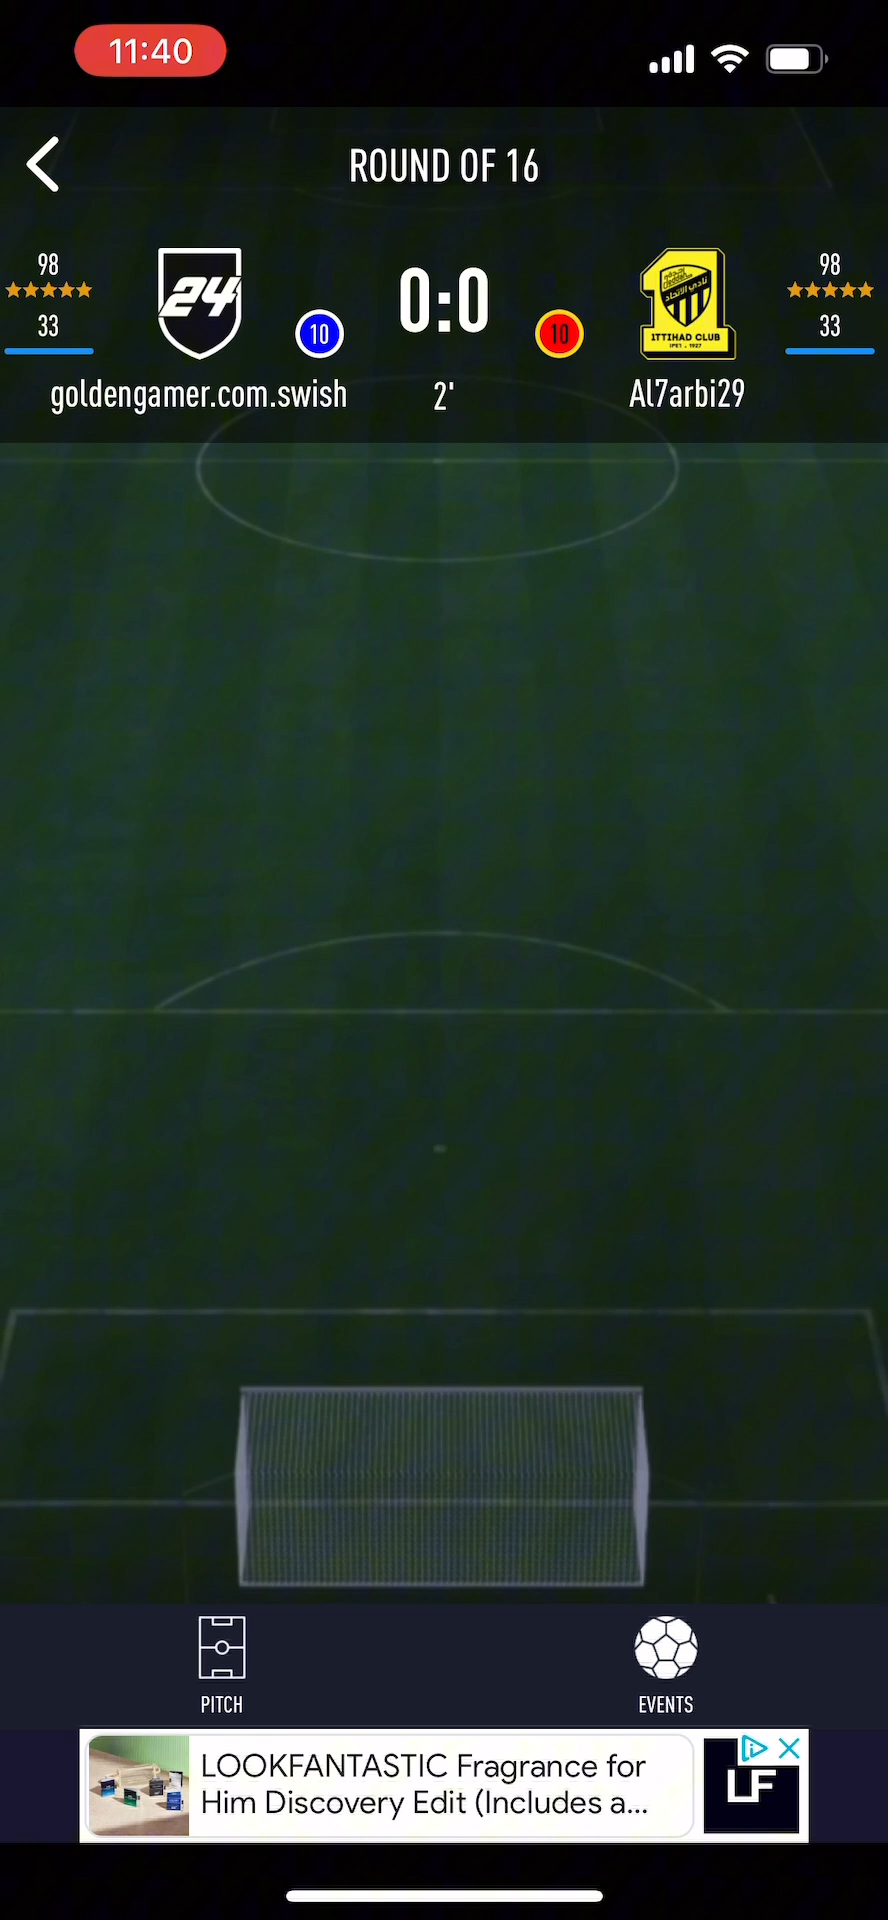 11:40
ROUND OF 16
98
33
24
10
0:0
10
ITTIHAD CLUB
98
33
goldengamer.com.swish
2'
Al7arbi29
PITCH
EVENTS
LOOKFANTASTIC Fragrance for
Him Discovery Edit (Includes a...
LF